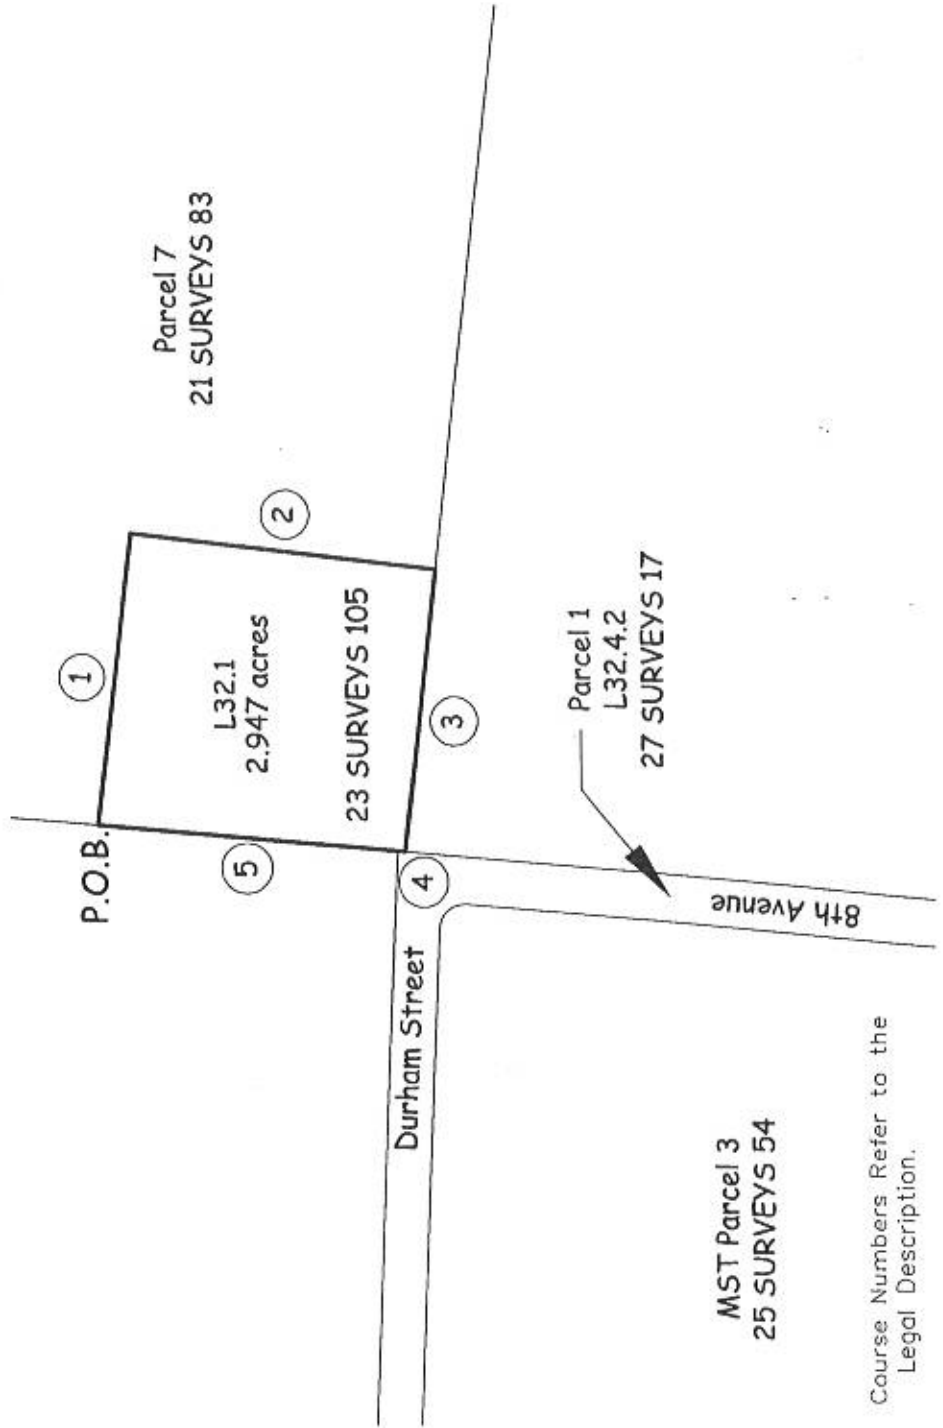 Parcel 7
21 SURVEYS 83
1
2
L32.1
2.947 acres
23 SURVEYS 105
3
P.O.B.
5
4
Parcel 1
L32.4.2
27 SURVEYS 17
8th Avenue
Durham Street
MST Parcel 3
25 SURVEYS 54
Course Numbers Refer to the
Legal Description.